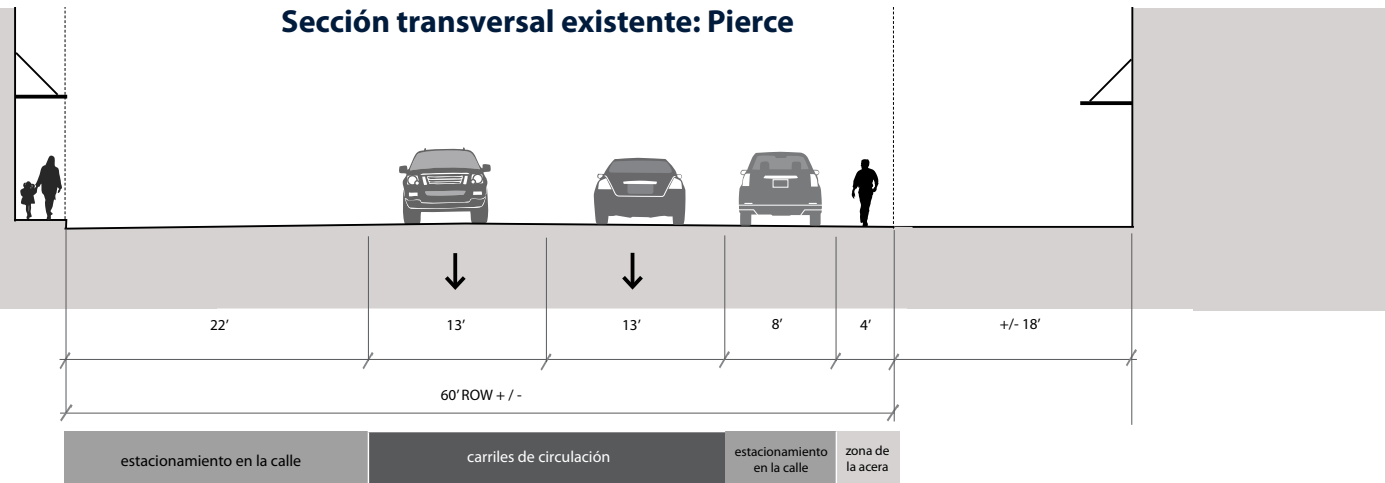 Sección transversal existente: Pierce
22’
13’
13’
8’
4’
+/- 18’
60’ ROW + / -
estacionamiento en la calle
carriles de circulación
estacionamiento
en la calle
zona de
la acera